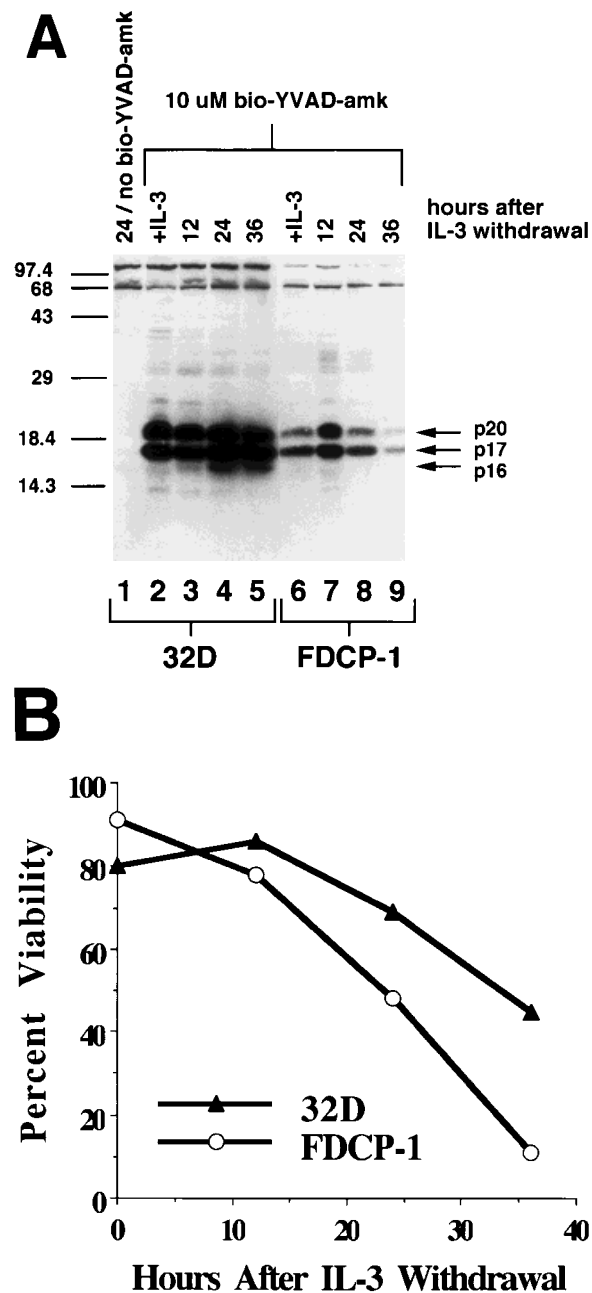 A
24 / no bio-YVAD-amk
10 uM bio-YVAD-amk
+IL-3 12 24 36 +IL-3 12 24 36
hours after
IL-3 withdrawal
97.4
68
43
29
18.4
14.3
p20
p17
p16
1 2 3 4 5 6 7 8 9
32D FDCP-1
B
Percent Viability
100
80
60
40
20
0
32D
FDCP-1
0 10 20 30 40
Hours After IL-3 Withdrawal